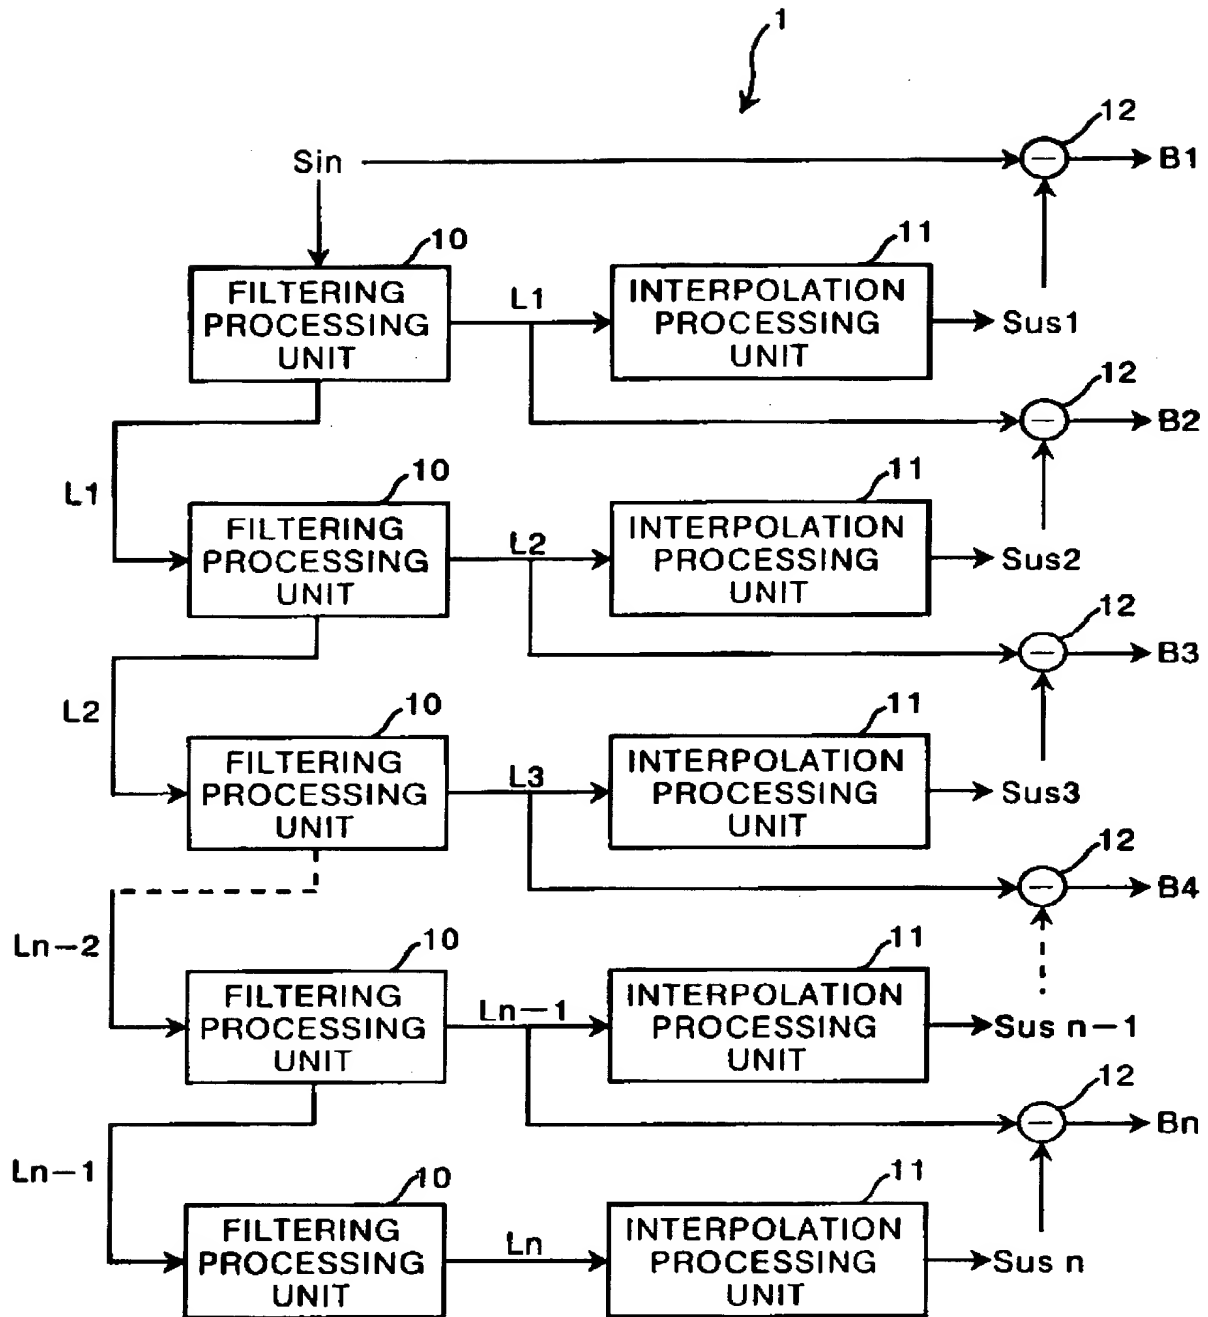 1
12
Sin
B1
10
11
FILTERING
PROCESSING
UNIT
L1
INTERPOLATION
PROCESSING
UNIT
Sus1
12
B2
L1
10
11
FILTERING
PROCESSING
UNIT
L2
INTERPOLATION
PROCESSING
UNIT
Sus2
12
B3
L2
10
11
FILTERING
PROCESSING
UNIT
L3
INTERPOLATION
PROCESSING
UNIT
Sus3
12
B4
Ln-2
10
11
FILTERING
PROCESSING
UNIT
Ln-1
INTERPOLATION
PROCESSING
UNIT
Sus n-1
12
Bn
Ln-1
10
11
FILTERING
PROCESSING
UNIT
Ln
INTERPOLATION
PROCESSING
UNIT
Sus n